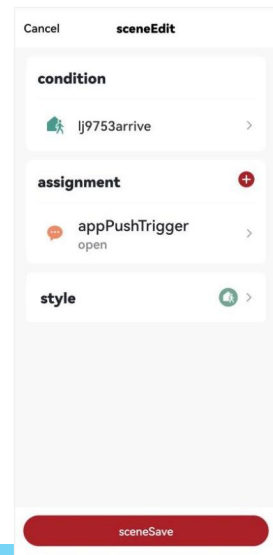 Cancel sceneEdit
condition
lj9753arrive
assignment
appPushTrigger
open
style
sceneSave